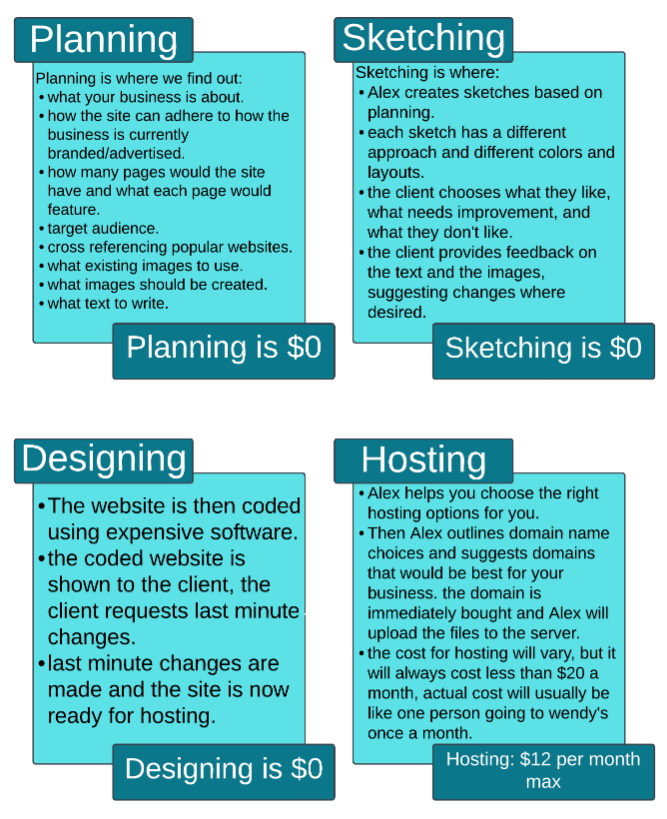 Planning
Planning is where we find out:
• what your business is about.
• how the site can adhere to how the
business is currently
branded/advertised.
• how many pages would the site
have and what each page would
feature.
• target audience.
• cross referencing popular websites.
• what existing images to use.
• what images should be created.
• what text to write.
Planning is $0
Sketching
Sketching is where:
• Alex creates sketches based on
planning.
• each sketch has a different
approach and different colors and
layouts.
• the client chooses what they like,
what needs improvement, and
what they don't like.
• the client provides feedback on
the text and the images,
suggesting changes where
desired.
Sketching is $0
Designing
• The website is then coded
using expensive software.
• the coded website is
shown to the client, the
client requests last minute
changes.
• last minute changes are
made and the site is now
ready for hosting.
Designing is $0
Hosting
• Alex helps you choose the right
hosting options for you.
• Then Alex outlines domain name
choices and suggests domains
that would be best for your
business. the domain is
immediately bought and Alex will
upload the files to the server.
• the cost for hosting will vary, but it
will always cost less than $20 a
month, actual cost will usually be
like one person going to wendy's
once a month.
Hosting: $12 per month
max